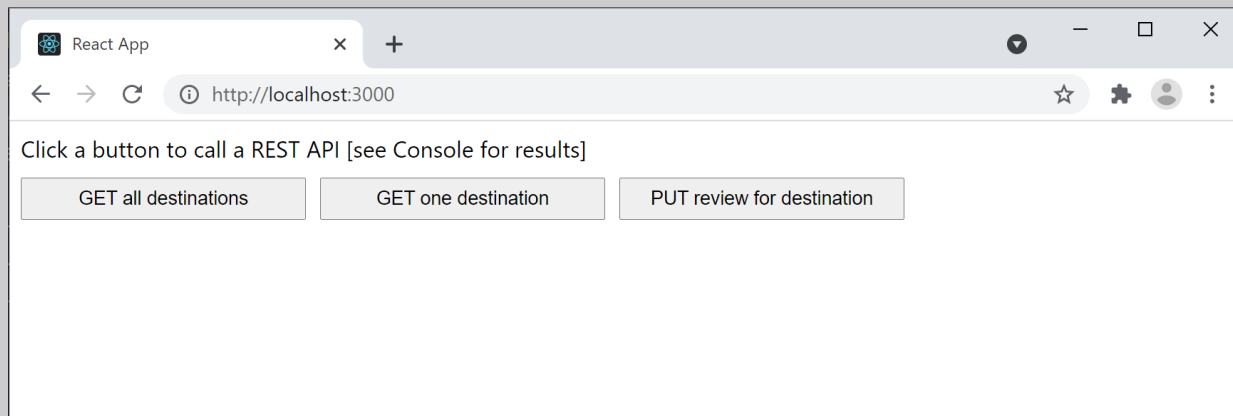 React App
http://localhost:3000
Click a button to call a REST API [see Console for results]
GET all destinations GET one destination PUT review for destination